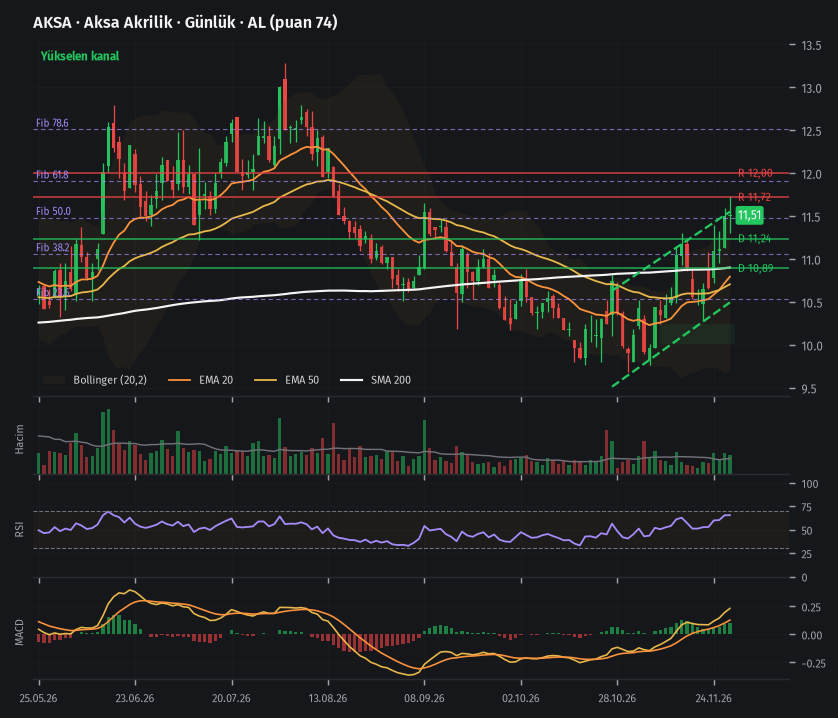 AKSA · Aksa Akrilik · Günlük · AL (puan 74)
Yükselen kanal
13.5
13.0
Fib 78.6
12.5
Fib 61.8
R 12,00
12.0
R 11,72
Fib 50.0
11,51
11.5
D 11,24
Fib 38.2
11.0
D 10,89
10.5
10.0
9.5
Bollinger (20,2)
EMA 20
EMA 50
SMA 200
Hacim
RSI
100
75
50
25
0
MACD
0.25
0.00
−0.25
25.05.26
23.06.26
20.07.26
13.08.26
08.09.26
02.10.26
28.10.26
24.11.26